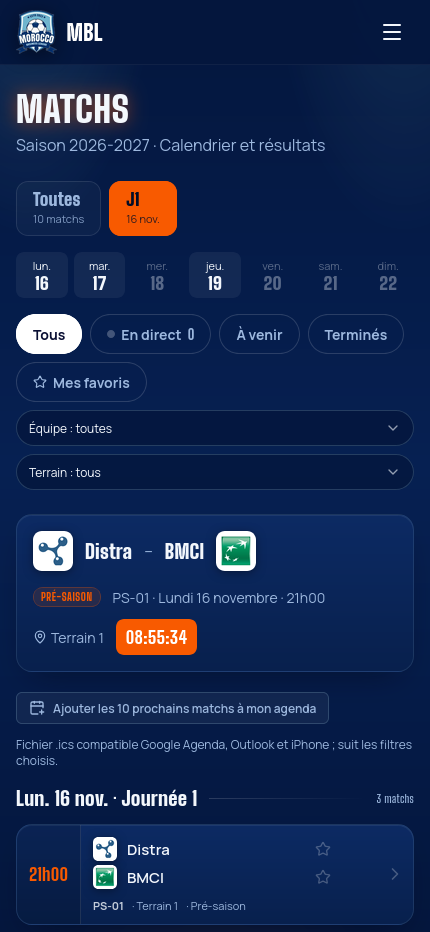 MOROCCO
MBL
MATCHS
Saison 2026-2027 · Calendrier et résultats
Toutes
10 matchs
J1
16 nov.
lun. mar. mer. jeu. ven. sam. dim.
16 17 18 19 20 21 22
Tous
En direct 0
À venir
Terminés
Mes favoris
Équipe : toutes
Terrain : tous
Distra – BMCI
PRÉ-SAISON PS-01 · Lundi 16 novembre · 21h00
Terrain 1 08:55:34
Ajouter les 10 prochains matchs à mon agenda
Fichier .ics compatible Google Agenda, Outlook et iPhone ; suit les filtres
choisis.
Lun. 16 nov. · Journée 1 3 matchs
21h00
Distra
BMCI
PS-01 · Terrain 1 · Pré-saison